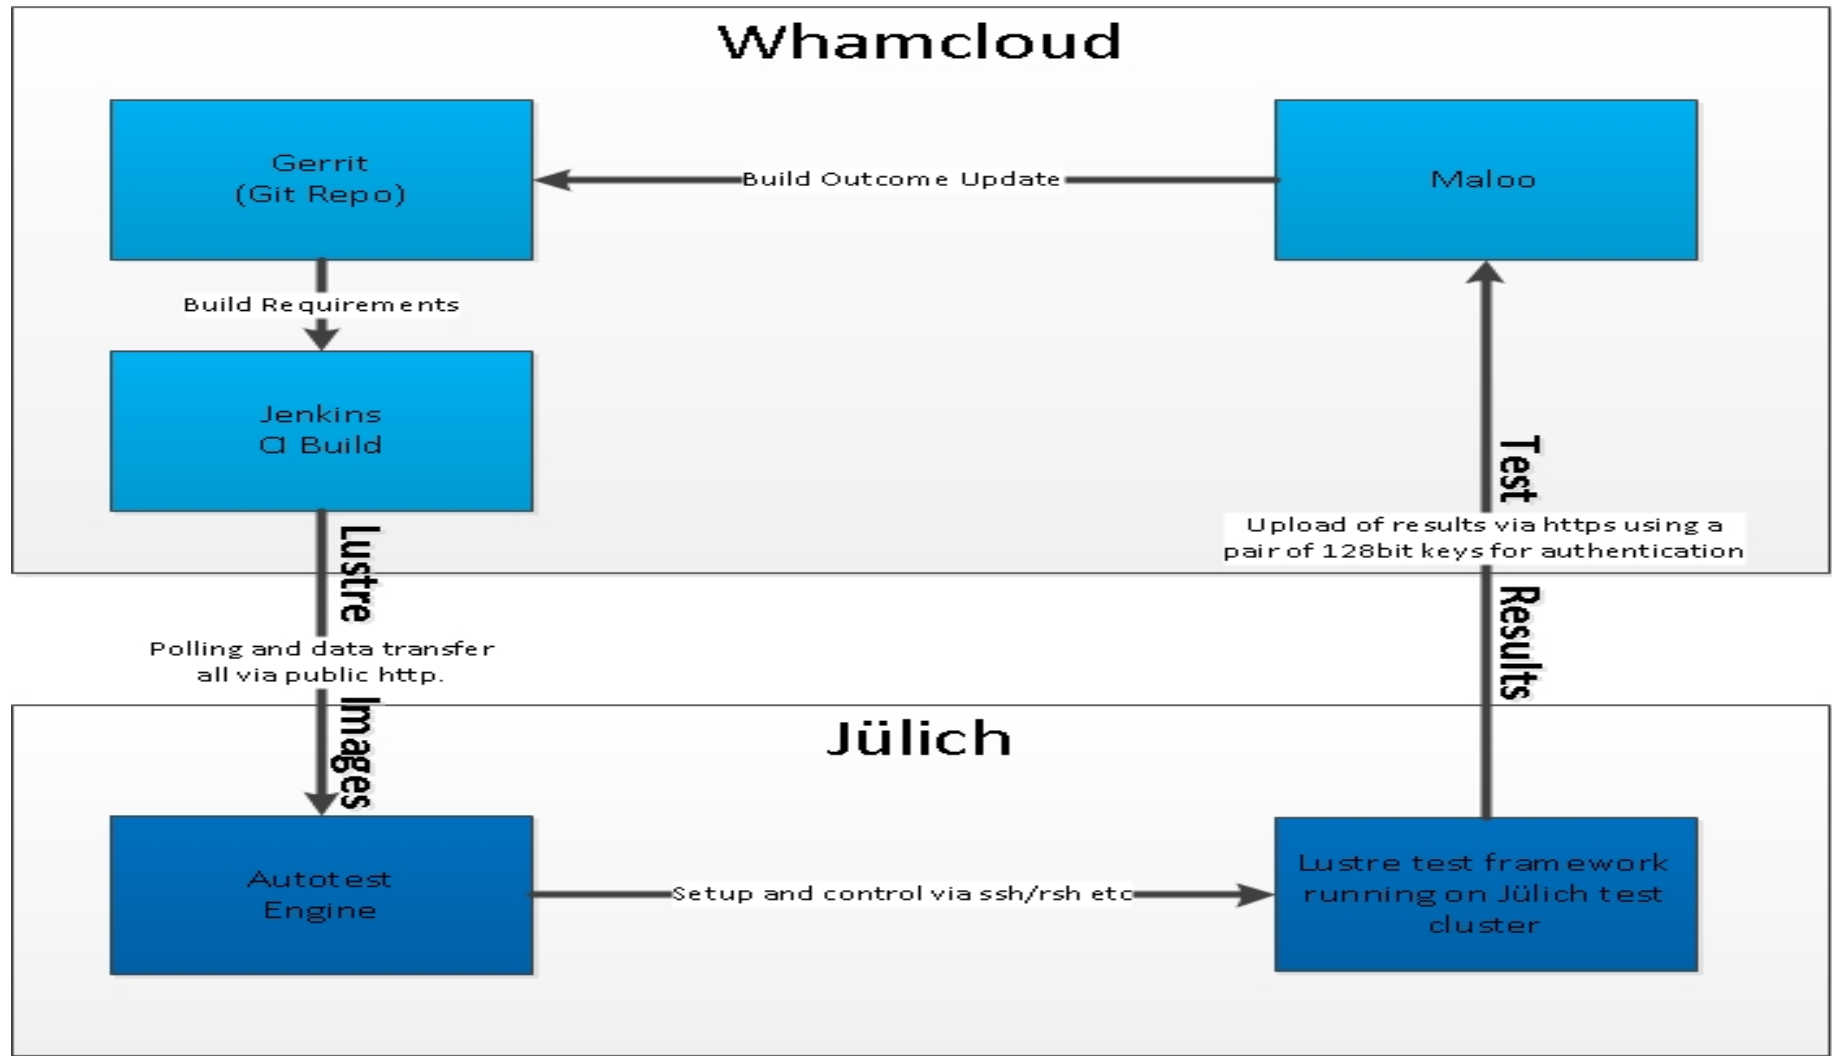 Whamcloud
Gerrit
(Git Repo)
Build Outcome Update
Maloo
Build Requirements
Jenkins
CI Build
Lustre Images
Polling and data transfer
all via public http.
Test Results
Upload of results via https using a
pair of 128bit keys for authentication
Jülich
Autotest
Engine
Setup and control via ssh/rsh etc
Lustre test framework
running on Jülich test
cluster